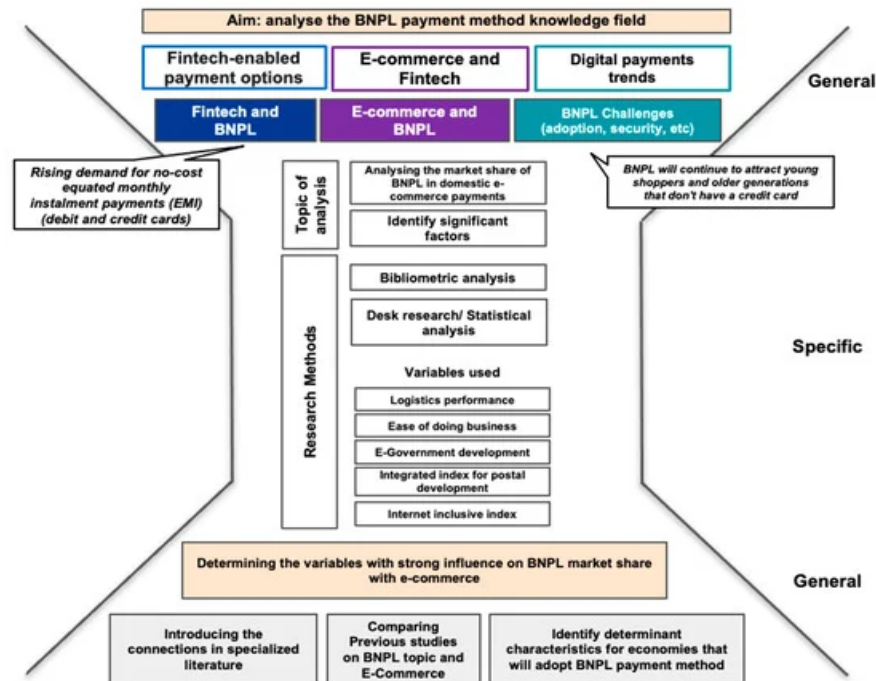 Aim: analyse the BNPL payment method knowledge field
Fintech-enabled
payment options
E-commerce and
Fintech
Digital payments
trends
General
Fintech and
BNPL
E-commerce and
BNPL
BNPL Challenges
(adoption, security, etc)
Rising demand for no-cost
equated monthly
instalment payments (EMI)
(debit and credit cards)
BNPL will continue to attract young
shoppers and older generations
that don't have a credit card
Topic of
analysis
Analysing the market share of
BNPL in domestic e-
commerce payments
Identify significant
factors
Research Methods
Bibliometric analysis
Desk research/ Statistical
analysis
Specific
Variables used
Logistics performance
Ease of doing business
E-Government development
Integrated index for postal
development
Internet inclusive index
Determining the variables with strong influence on BNPL market share
with e-commerce
General
Introducing the
connections in specialized
literature
Comparing
Previous studies
on BNPL topic and
E-Commerce
Identify determinant
characteristics for economies that
will adopt BNPL payment method